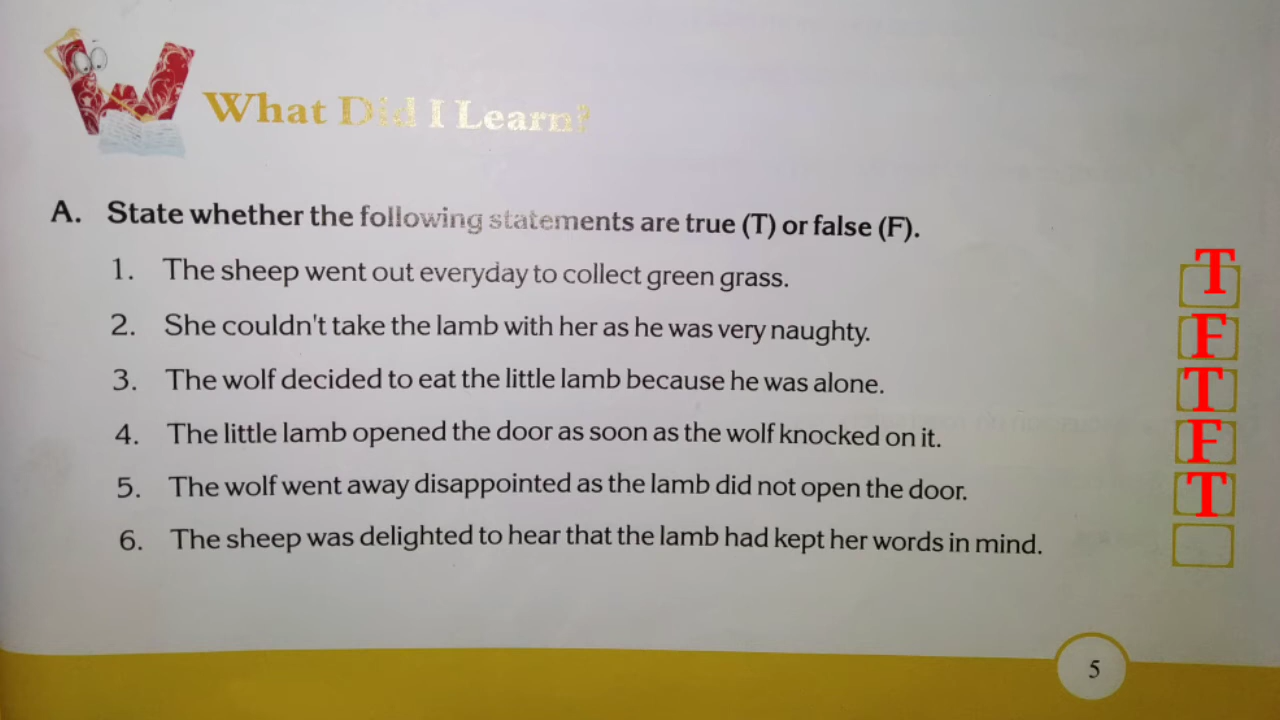 What Did I Learn?
A. State whether the following statements are true (T) or false (F).
1. The sheep went out everyday to collect green grass. T
2. She couldn't take the lamb with her as he was very naughty. F
3. The wolf decided to eat the little lamb because he was alone. T
4. The little lamb opened the door as soon as the wolf knocked on it. F
5. The wolf went away disappointed as the lamb did not open the door. T
6. The sheep was delighted to hear that the lamb had kept her words in mind.
5